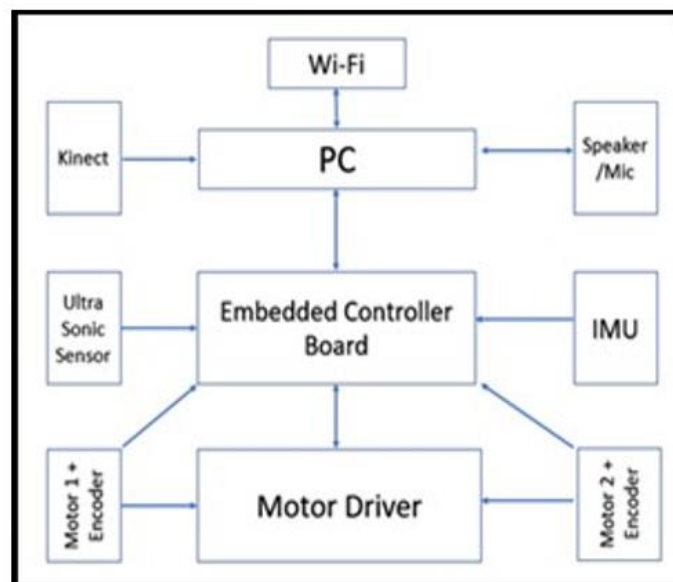 Wi-Fi
Kinect
PC
Speaker
/Mic
Ultra
Sonic
Sensor
Embedded Controller
Board
IMU
Motor 1 +
Encoder
Motor Driver
Motor 2 +
Encoder